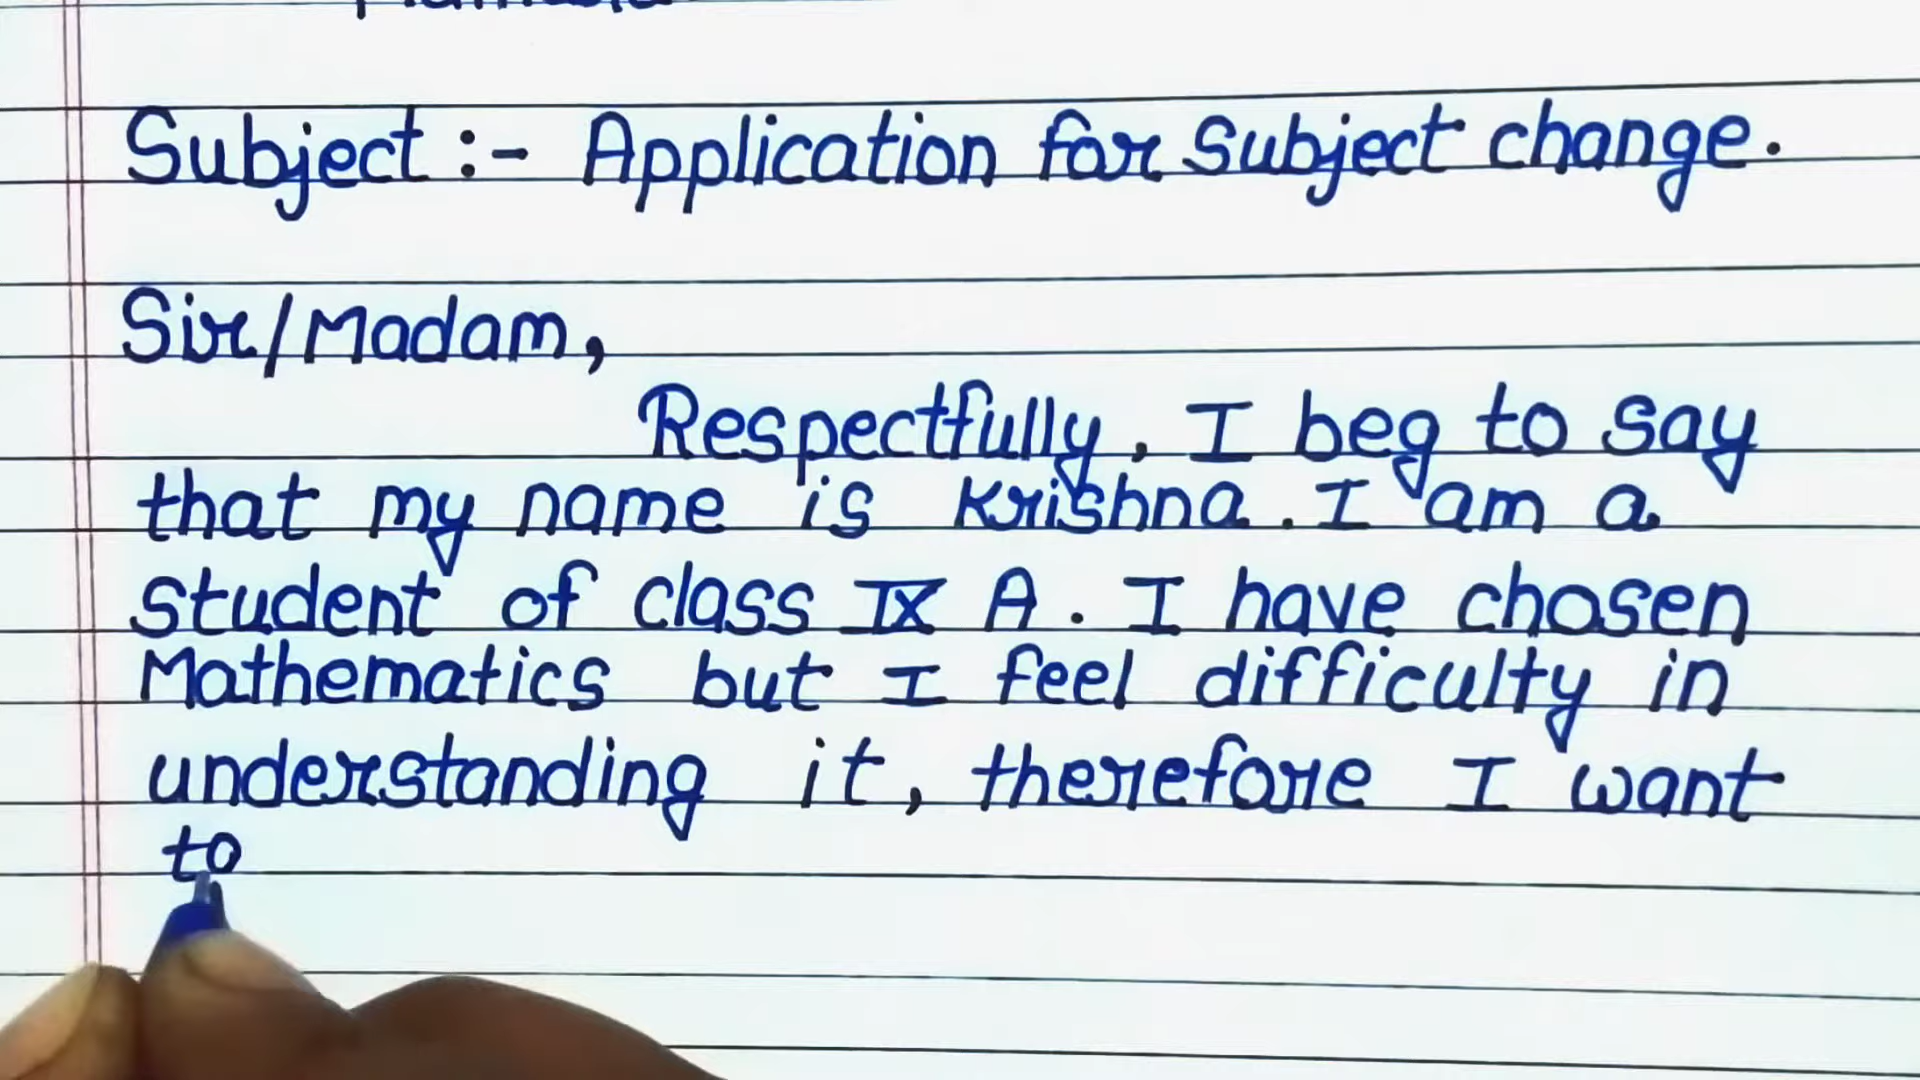 Subject :- Application for Subject change.
Sir/Madam,
Respectfully, I beg to say
that my name is Krishna. I am a
student of class IX A. I have chosen
Mathematics but I feel difficulty in
understanding it, therefore I want
to